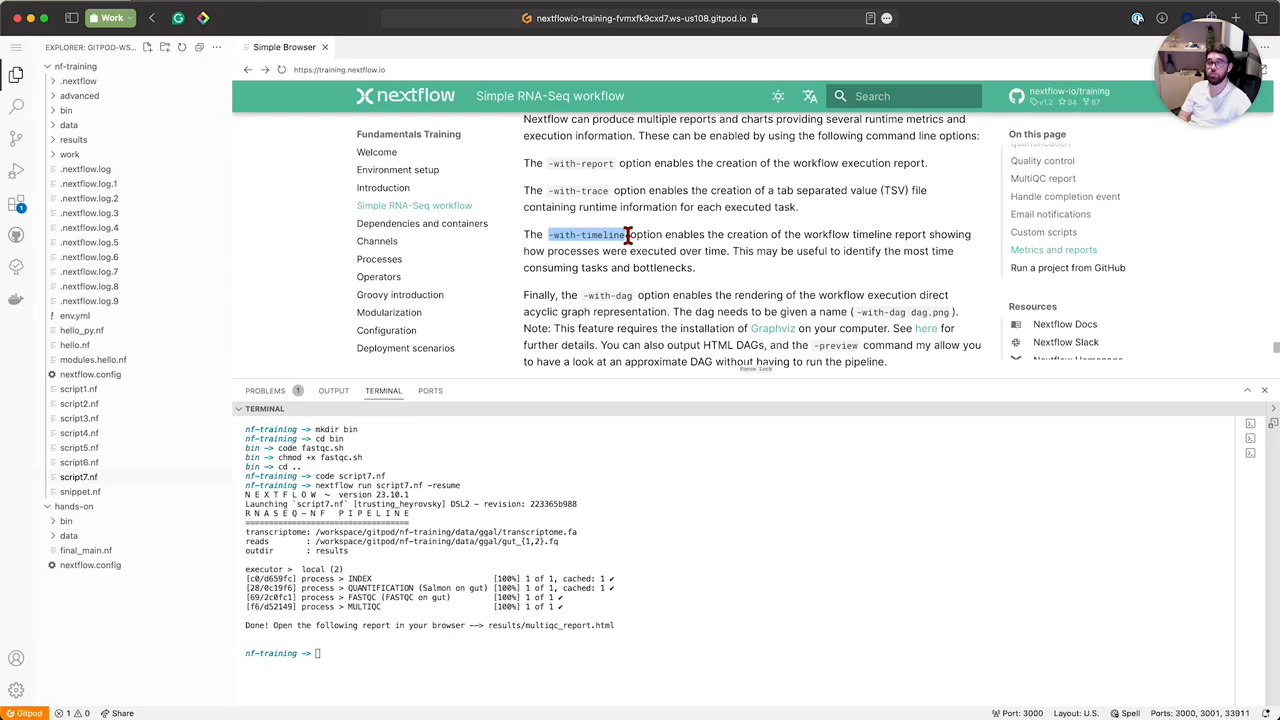 Work
nextflowio-training-fvmxfk9cxd7.ws-us108.gitpod.io
EXPLORER: GITPOD-WS...
nf-training
.nextflow
advanced
bin
data
results
work
.nextflow.log
.nextflow.log.1
.nextflow.log.2
.nextflow.log.3
.nextflow.log.4
.nextflow.log.5
.nextflow.log.6
.nextflow.log.7
.nextflow.log.8
.nextflow.log.9
env.yml
hello_py.nf
hello.nf
modules.hello.nf
nextflow.config
script1.nf
script2.nf
script3.nf
script4.nf
script5.nf
script6.nf
script7.nf
snippet.nf
hands-on
bin
data
final_main.nf
nextflow.config
1
Simple Browser
https://training.nextflow.io
nextflow
Simple RNA-Seq workflow
Search
nextflow-io/training
v1.2 94 87
Fundamentals Training
Welcome
Environment setup
Introduction
Simple RNA-Seq workflow
Dependencies and containers
Channels
Processes
Operators
Groovy introduction
Modularization
Configuration
Deployment scenarios
Nextflow can produce multiple reports and charts providing several runtime metrics and
execution information. These can be enabled by using the following command line options:
The -with-report option enables the creation of the workflow execution report.
The -with-trace option enables the creation of a tab separated value (TSV) file
containing runtime information for each executed task.
The -with-timeline option enables the creation of the workflow timeline report showing
how processes were executed over time. This may be useful to identify the most time
consuming tasks and bottlenecks.
Finally, the -with-dag option enables the rendering of the workflow execution direct
acyclic graph representation. The dag needs to be given a name ( -with-dag dag.png ).
Note: This feature requires the installation of Graphviz on your computer. See here for
further details. You can also output HTML DAGs, and the -preview command my allow you
to have a look at an approximate DAG without having to run the pipeline.
Focus Lock
On this page
quantification
Quality control
MultiQC report
Handle completion event
Email notifications
Custom scripts
Metrics and reports
Run a project from GitHub
Resources
Nextflow Docs
Nextflow Slack
Nextflow Homepage
PROBLEMS 1 OUTPUT TERMINAL PORTS
TERMINAL
nf-training -> mkdir bin
nf-training -> cd bin
bin -> code fastqc.sh
bin -> chmod +x fastqc.sh
bin -> cd ..
nf-training -> code script7.nf
nf-training -> nextflow run script7.nf -resume
N E X T F L O W ~ version 23.10.1
Launching `script7.nf` [trusting_heyrovsky] DSL2 - revision: 223365b988
R N A S E Q - N F P I P E L I N E
===================================
transcriptome: /workspace/gitpod/nf-training/data/ggal/transcriptome.fa
reads : /workspace/gitpod/nf-training/data/ggal/gut_{1,2}.fq
outdir : results
executor > local (2)
[c0/d659fc] process > INDEX [100%] 1 of 1, cached: 1 ✔
[28/0c19f6] process > QUANTIFICATION (Salmon on gut) [100%] 1 of 1, cached: 1 ✔
[69/2c0fc1] process > FASTQC (FASTQC on gut) [100%] 1 of 1 ✔
[f6/d52149] process > MULTIQC [100%] 1 of 1 ✔
Done! Open the following report in your browser --> results/multiqc_report.html
nf-training ->
Gitpod 1 0 Share Port: 3000 Layout: U.S. Spell Ports: 3000, 3001, 33911